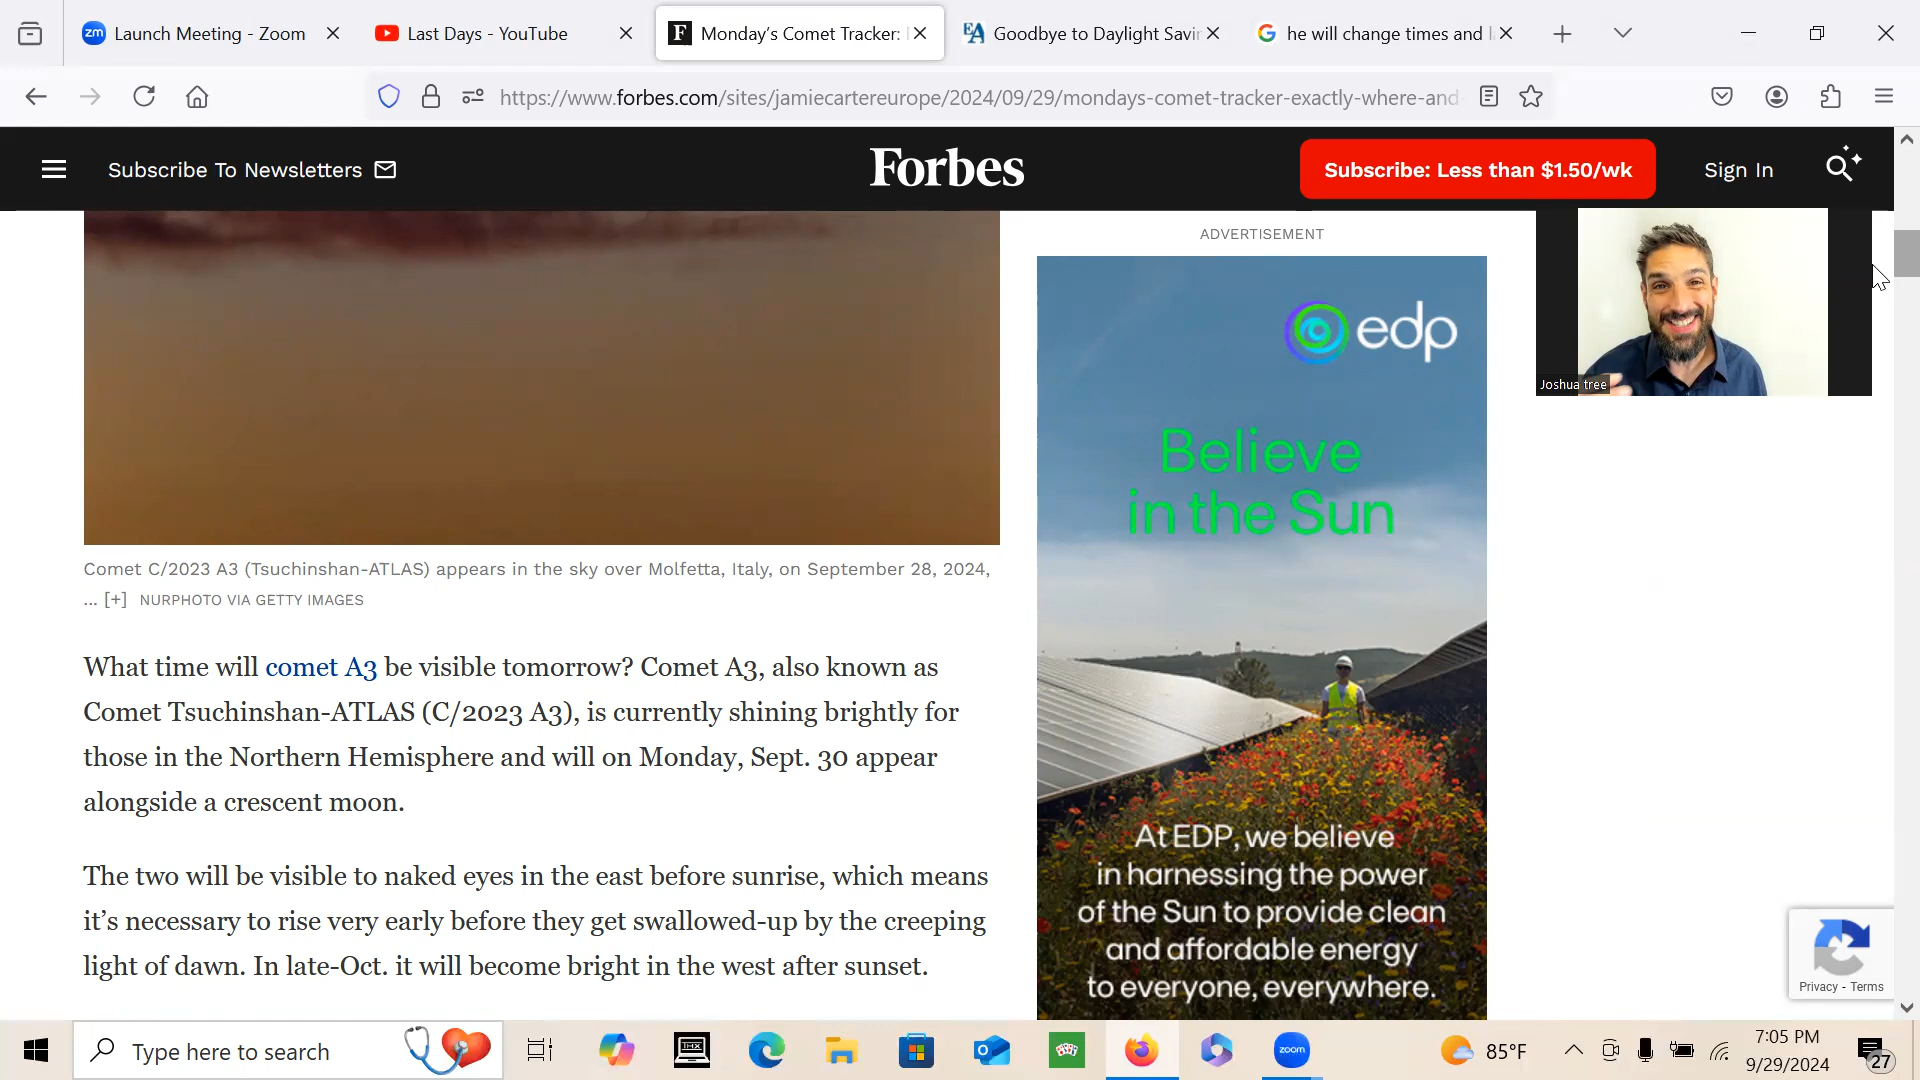 zm Launch Meeting - Zoom
Last Days - YouTube
F Monday's Comet Tracker:
EA Goodbye to Daylight Savin
he will change times and la
https://www.forbes.com/sites/jamiecartereurope/2024/09/29/mondays-comet-tracker-exactly-where-and-
Subscribe To Newsletters
Forbes
Subscribe: Less than $1.50/wk
Sign In
ADVERTISEMENT
edp
Believe
in the Sun
At EDP, we believe
in harnessing the power
of the Sun to provide clean
and affordable energy
to everyone, everywhere.
Joshua tree
Comet C/2023 A3 (Tsuchinshan-ATLAS) appears in the sky over Molfetta, Italy, on September 28, 2024,
... [+] NURPHOTO VIA GETTY IMAGES
What time will comet A3 be visible tomorrow? Comet A3, also known as
Comet Tsuchinshan-ATLAS (C/2023 A3), is currently shining brightly for
those in the Northern Hemisphere and will on Monday, Sept. 30 appear
alongside a crescent moon.
The two will be visible to naked eyes in the east before sunrise, which means
it's necessary to rise very early before they get swallowed-up by the creeping
light of dawn. In late-Oct. it will become bright in the west after sunset.
Privacy - Terms
Type here to search
THX
zoom
85°F
7:05 PM
9/29/2024
27